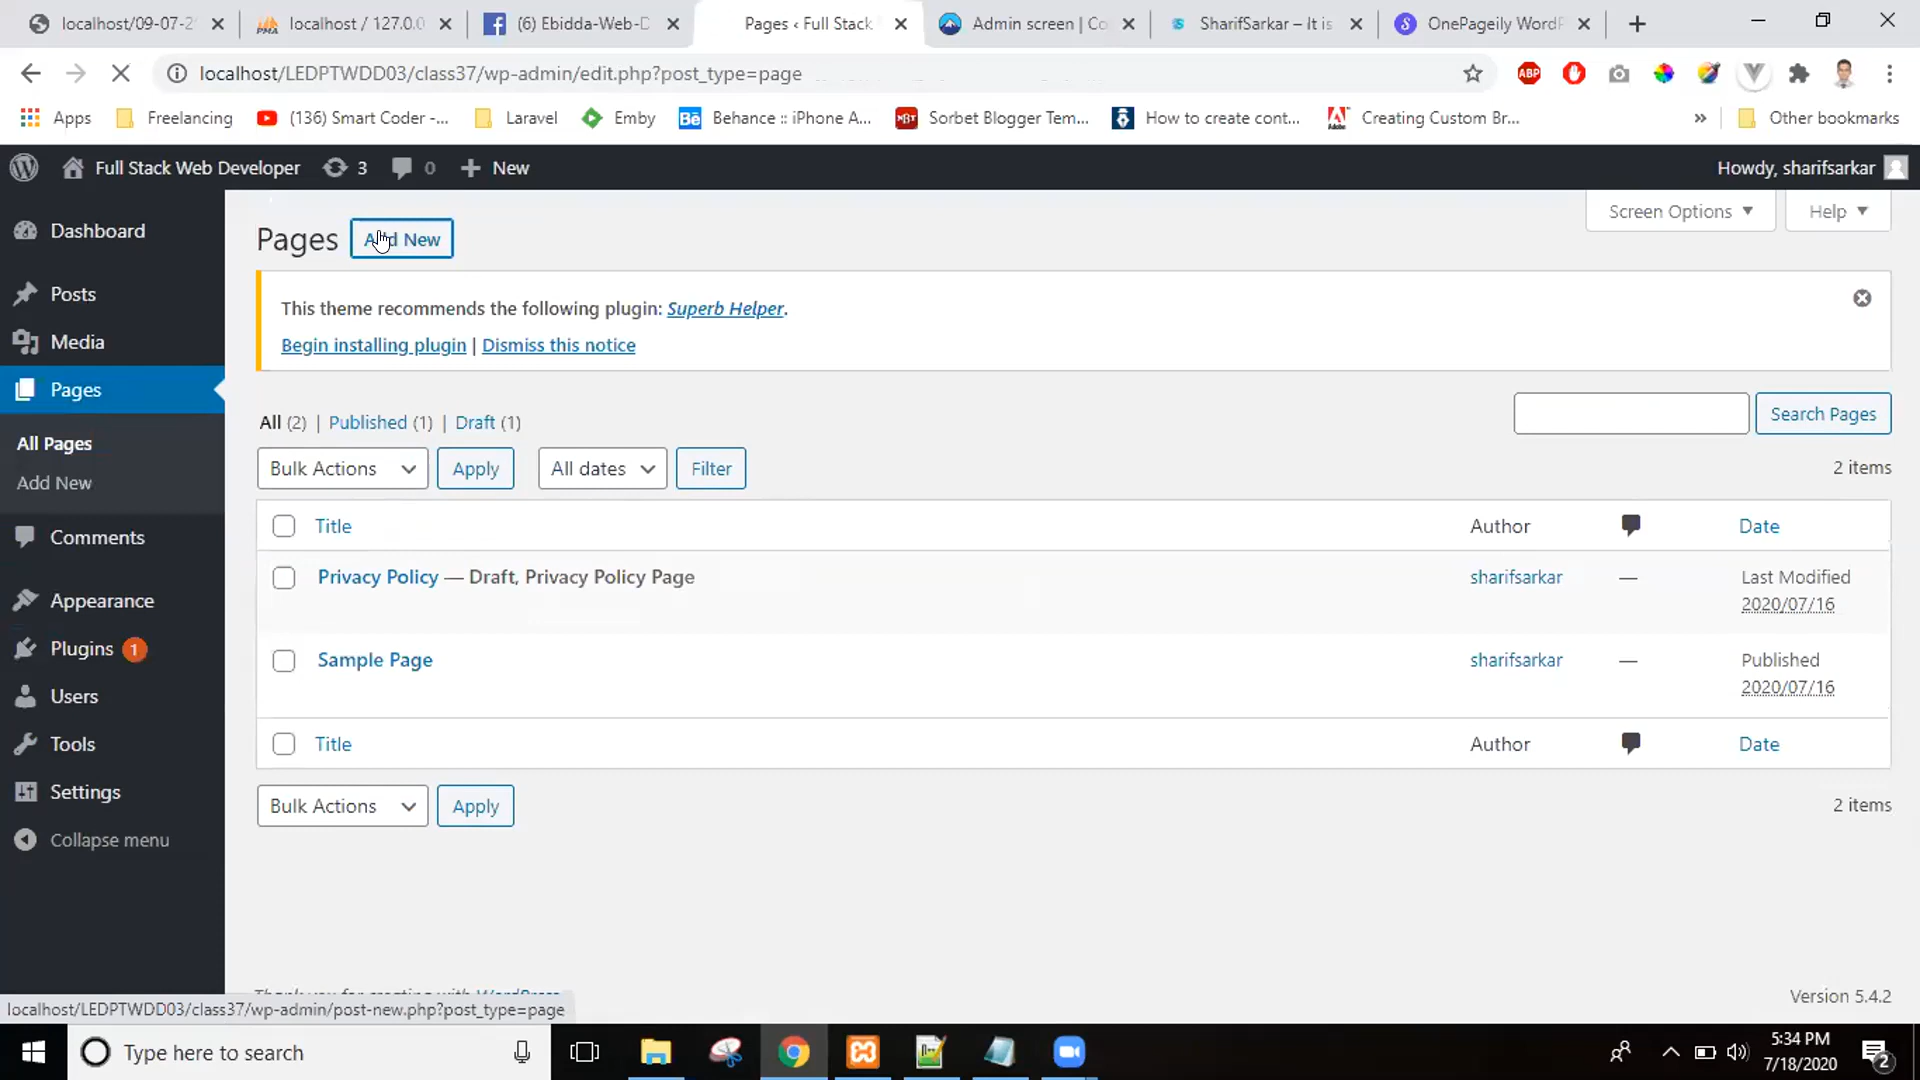 localhost/09-07-2
localhost / 127.0.0
(6) Ebidda-Web-D
Pages ‹ Full Stack
Admin screen | Co
SharifSarkar – It is
OnePageily WordP
localhost/LEDPTWDD03/class37/wp-admin/edit.php?post_type=page
ABP
Apps
Freelancing
(136) Smart Coder -...
Laravel
Emby
Behance :: iPhone A...
Sorbet Blogger Tem...
How to create cont...
Creating Custom Br...
»
Other bookmarks
Full Stack Web Developer
3
0
New
Howdy, sharifsarkar
Dashboard
Posts
Media
Pages
All Pages
Add New
Comments
Appearance
Plugins 1
Users
Tools
Settings
Collapse menu
Pages
Add New
Screen Options
Help
This theme recommends the following plugin: Superb Helper.
Begin installing plugin | Dismiss this notice
All (2) | Published (1) | Draft (1)
Search Pages
Bulk Actions
Apply
All dates
Filter
2 items
Title
Author
Date
Privacy Policy — Draft, Privacy Policy Page
sharifsarkar
—
Last Modified
2020/07/16
Sample Page
sharifsarkar
—
Published
2020/07/16
Title
Author
Date
Bulk Actions
Apply
2 items
Version 5.4.2
localhost/LEDPTWDD03/class37/wp-admin/post-new.php?post_type=page
Type here to search
5:34 PM
7/18/2020
2